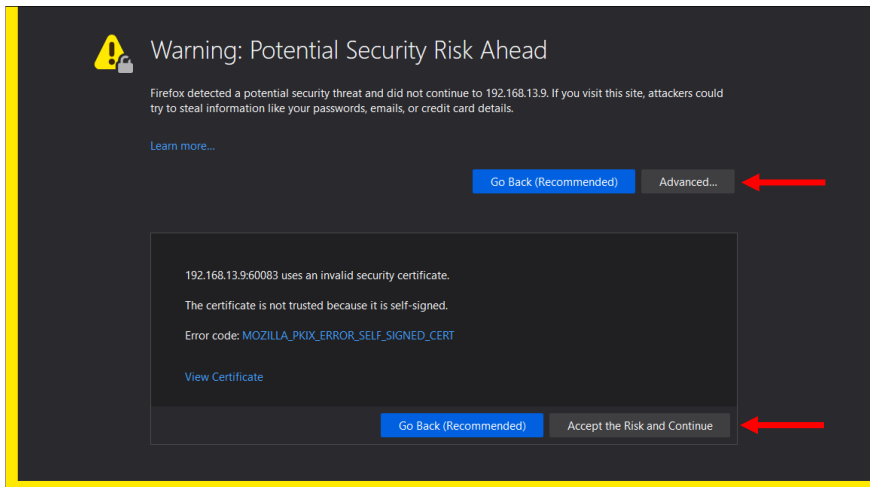 Warning: Potential Security Risk Ahead
Firefox detected a potential security threat and did not continue to 192.168.13.9. If you visit this site, attackers could
try to steal information like your passwords, emails, or credit card details.
Learn more...
Go Back (Recommended)
Advanced...
192.168.13.9:60083 uses an invalid security certificate.
The certificate is not trusted because it is self-signed.
Error code: MOZILLA_PKIX_ERROR_SELF_SIGNED_CERT
View Certificate
Go Back (Recommended)
Accept the Risk and Continue